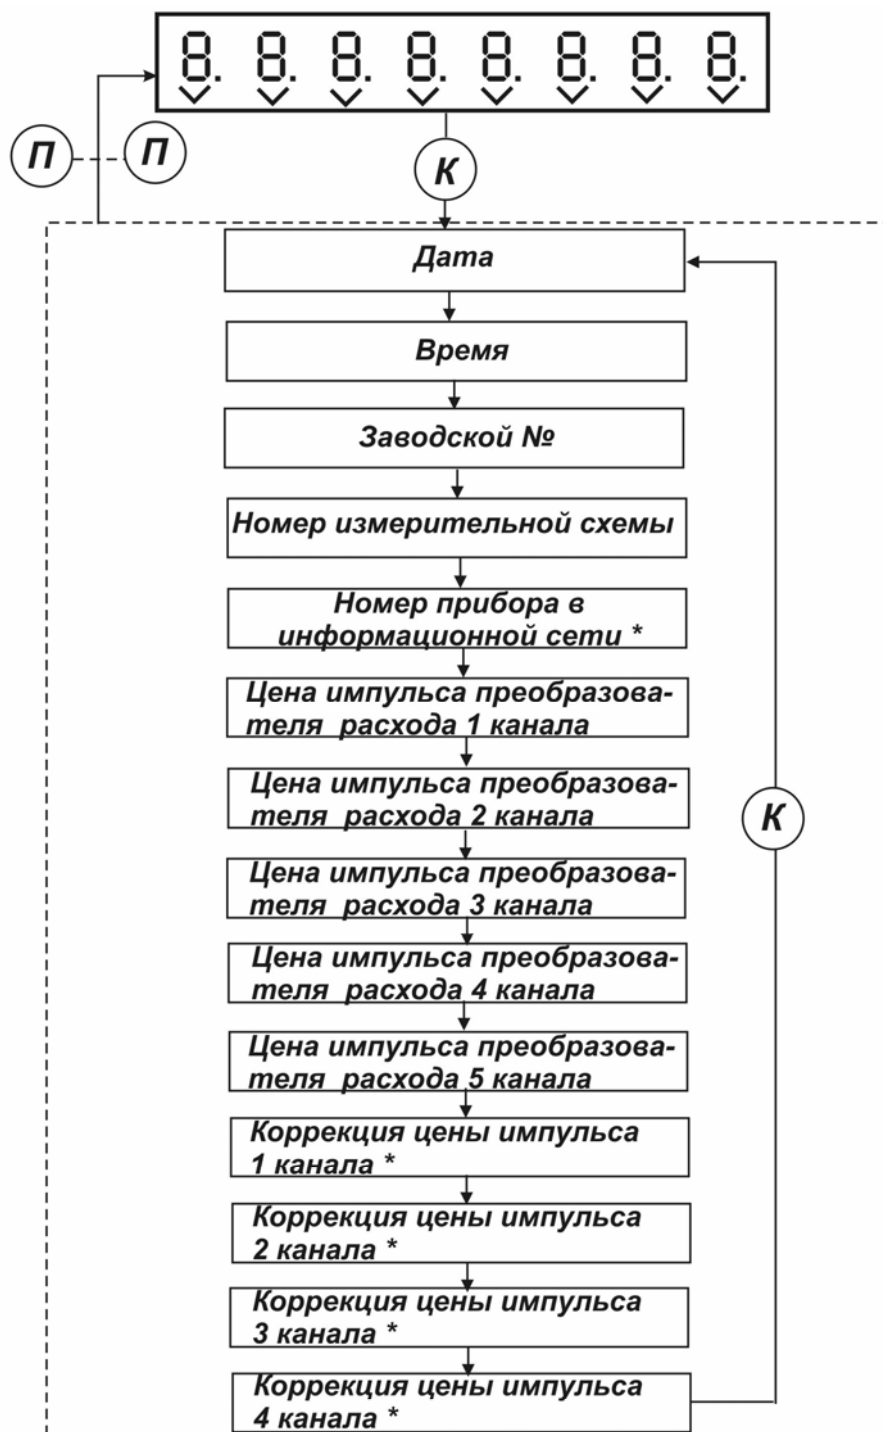 8. 8. 8. 8. 8. 8. 8. 8.
П П
К
Дата
Время
Заводской №
Номер измерительной схемы
Номер прибора в
информационной сети *
Цена импульса преобразова-
теля расхода 1 канала
Цена импульса преобразова-
теля расхода 2 канала
К
Цена импульса преобразова-
теля расхода 3 канала
Цена импульса преобразова-
теля расхода 4 канала
Цена импульса преобразова-
теля расхода 5 канала
Коррекция цены импульса
1 канала *
Коррекция цены импульса
2 канала *
Коррекция цены импульса
3 канала *
Коррекция цены импульса
4 канала *